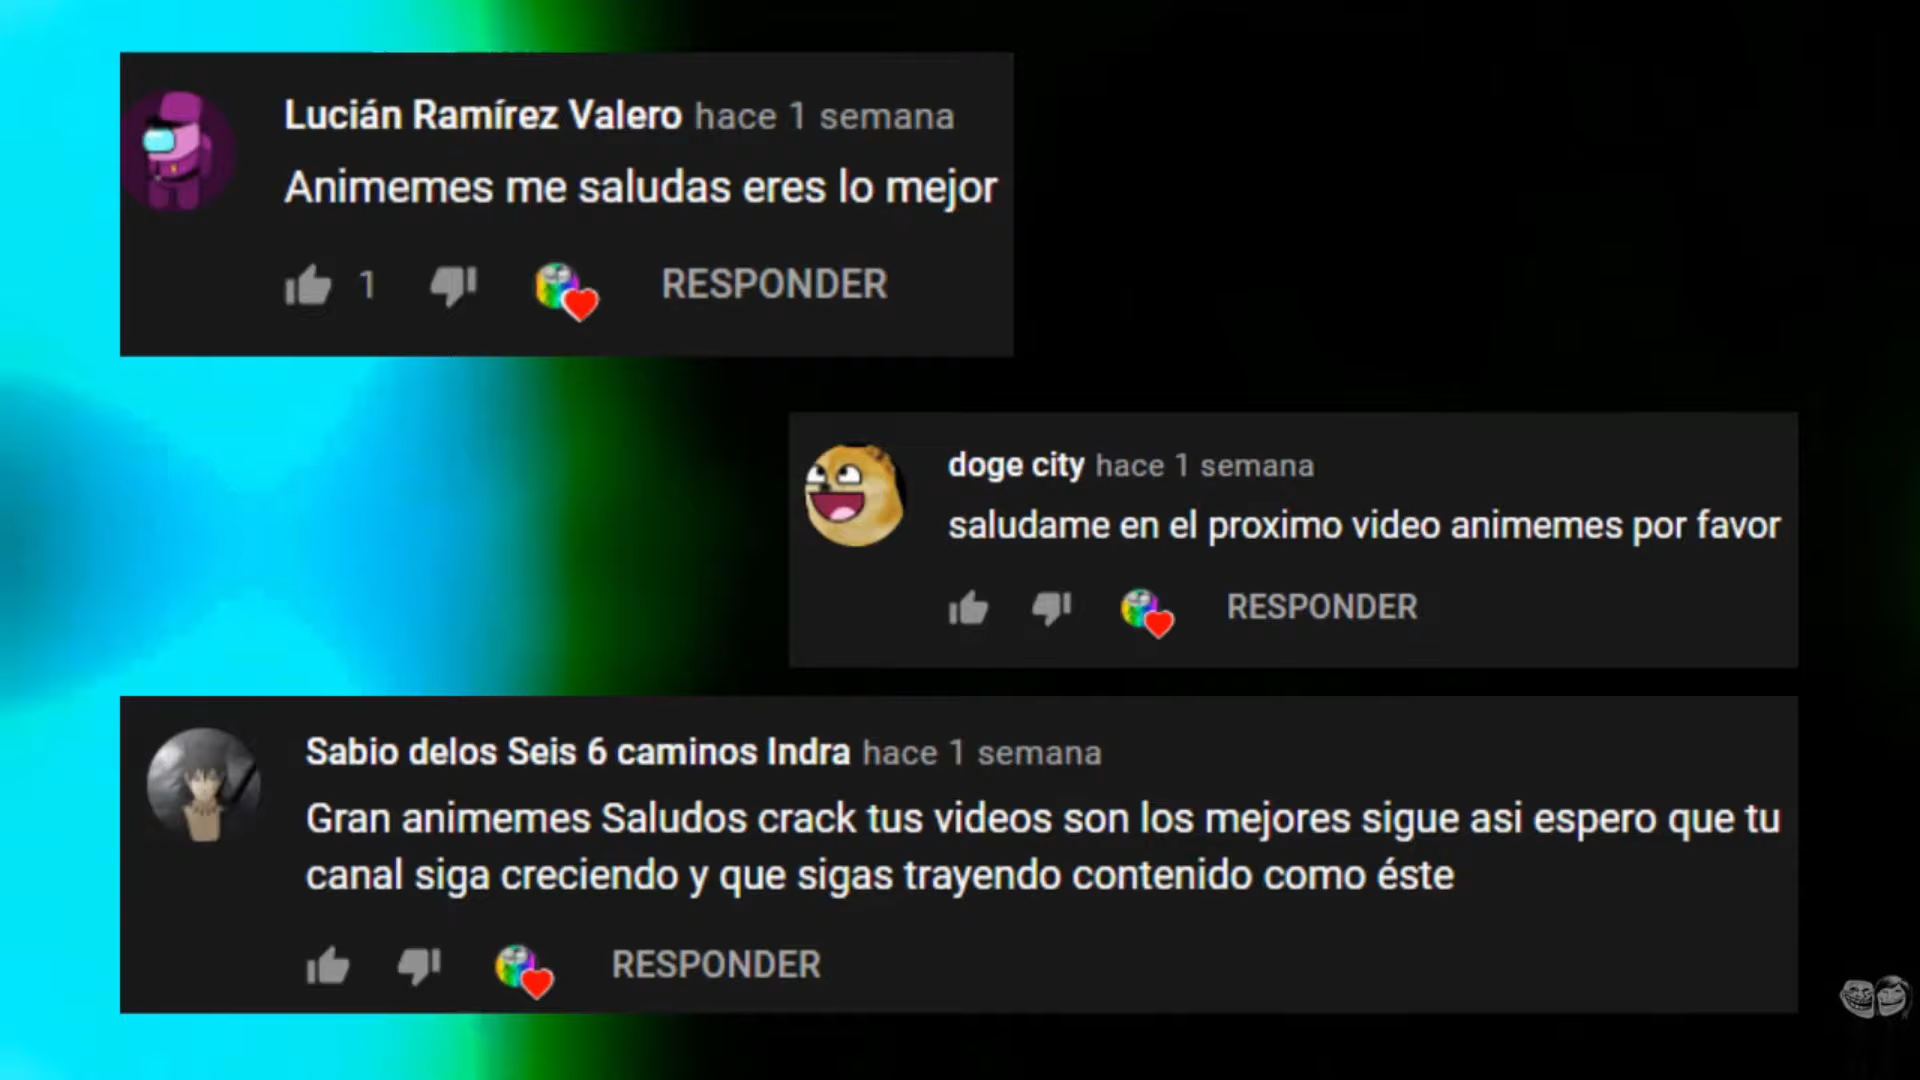 Lucián Ramírez Valero hace 1 semana
Animemes me saludas eres lo mejor
1 RESPONDER
doge city hace 1 semana
saludame en el proximo video animemes por favor
RESPONDER
Sabio delos Seis 6 caminos Indra hace 1 semana
Gran animemes Saludos crack tus videos son los mejores sigue asi espero que tu
canal siga creciendo y que sigas trayendo contenido como éste
RESPONDER